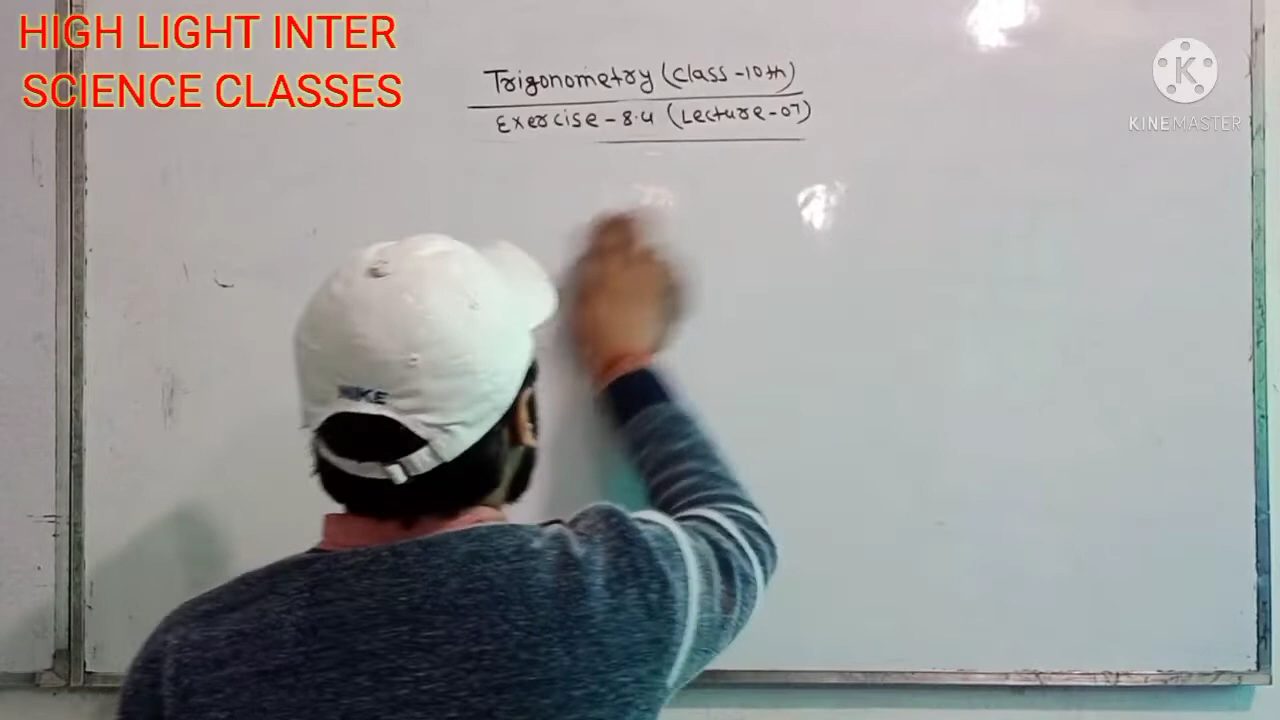 HIGH LIGHT INTER
SCIENCE CLASSES
Trigonometry (Class-10th)
Exercise-8.4 (Lecture-07)
K
KINEMASTER
NIKE